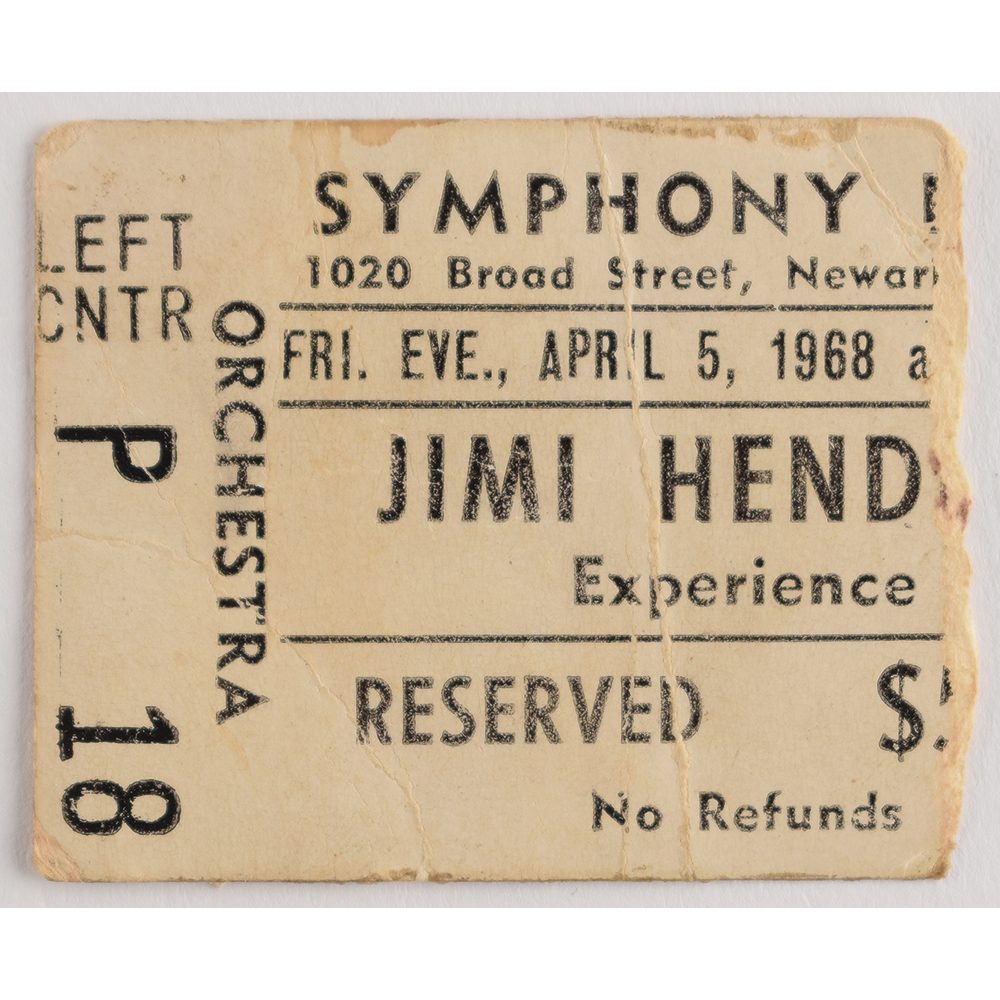 LEFT
CNTR
ORCHESTRA
P
18
SYMPHONY
1020 Broad Street, Newar
FRI. EVE., APRIL 5, 1968 a
JIMI HEND
Experience
RESERVED $
No Refunds